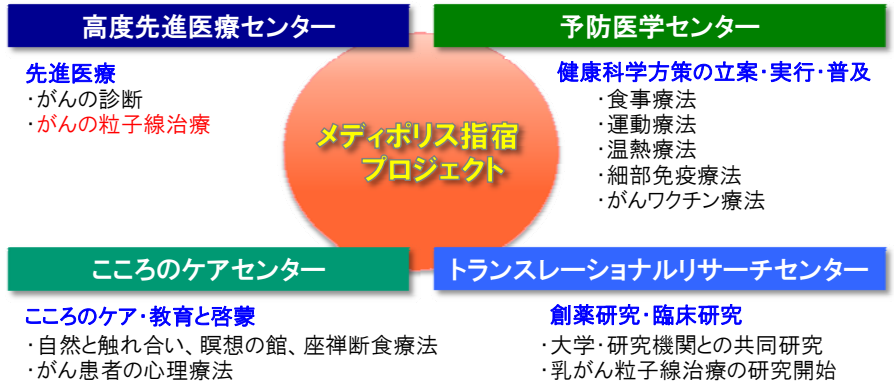 高度先進医療センター
先進医療
・がんの診断
・がんの粒子線治療
予防医学センター
健康科学方策の立案・実行・普及
・食事療法
・運動療法
・温熱療法
・細部免疫療法
・がんワクチン療法
メディポリス指宿
プロジェクト
こころのケアセンター
こころのケア・教育と啓蒙
・自然と触れ合い、瞑想の館、座禅断食療法
・がん患者の心理療法
トランスレーショナルリサーチセンター
創薬研究・臨床研究
・大学・研究機関との共同研究
・乳がん粒子線治療の研究開始